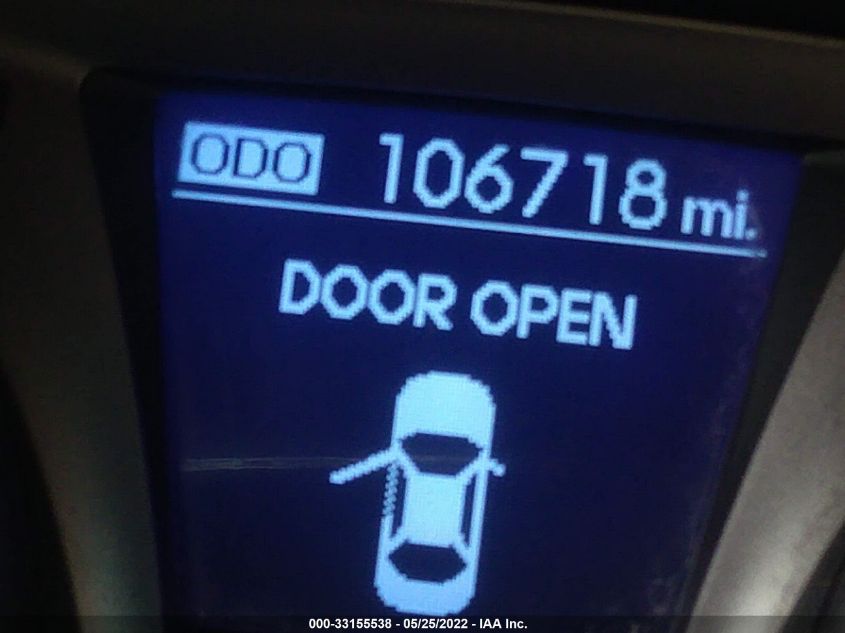 ODO 106718 mi.
DOOR OPEN
000-33155538 - 05/25/2022 - IAA Inc.